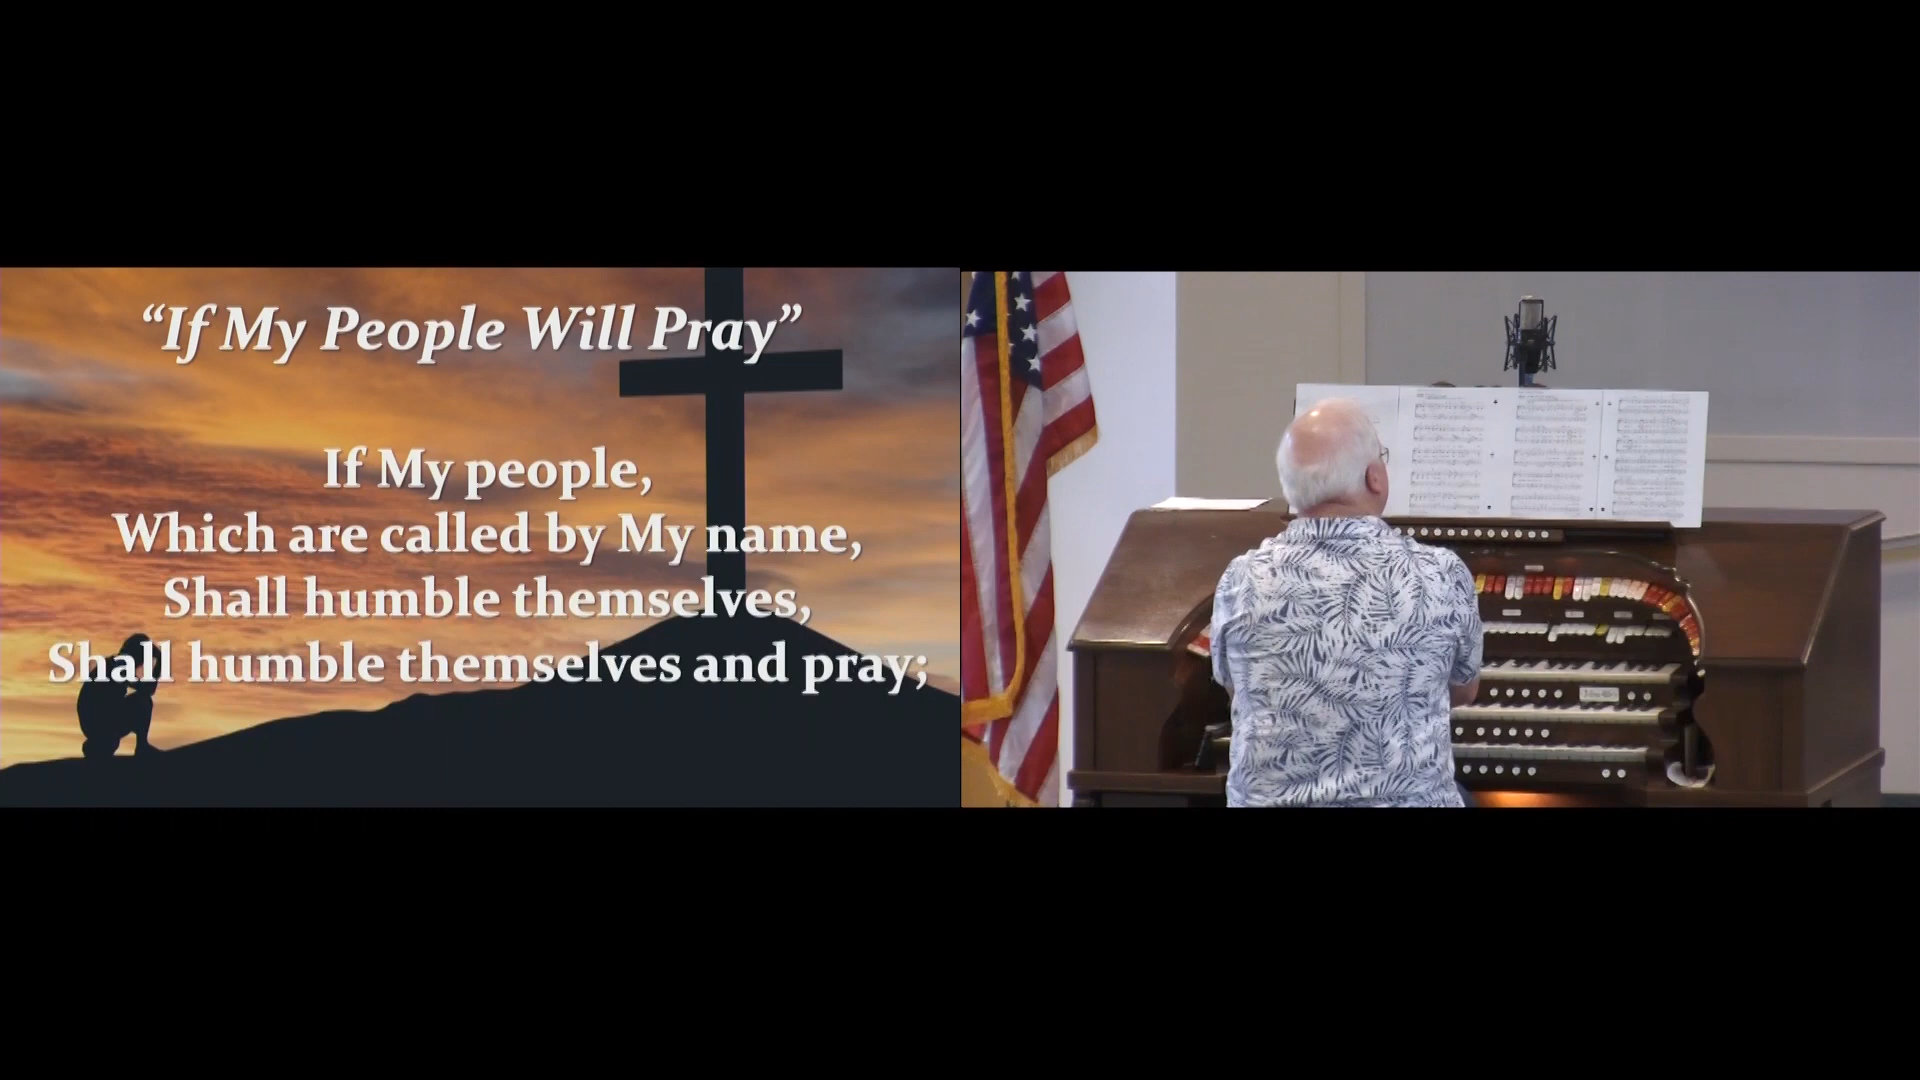 “If My People Will Pray”
If My people,
Which are called by My name,
Shall humble themselves,
Shall humble themselves and pray;